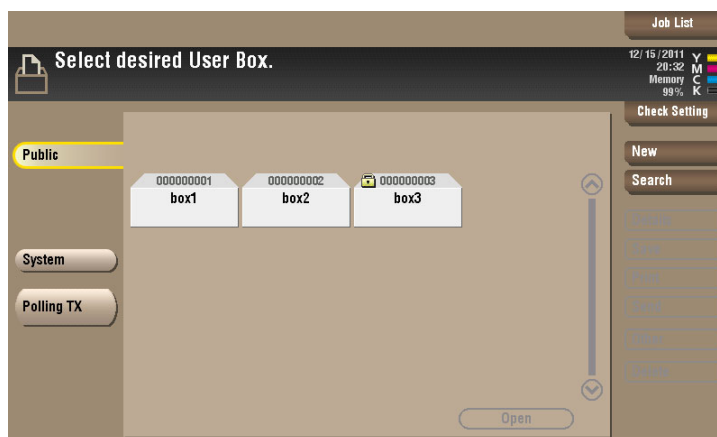 Job List
Select desired User Box.
12/15/2011
20:32
Memory
99%
Y
M
C
K
Check Setting
Public
New
Search
000000001
000000002
000000003
box1
box2
box3
System
Polling TX
Open